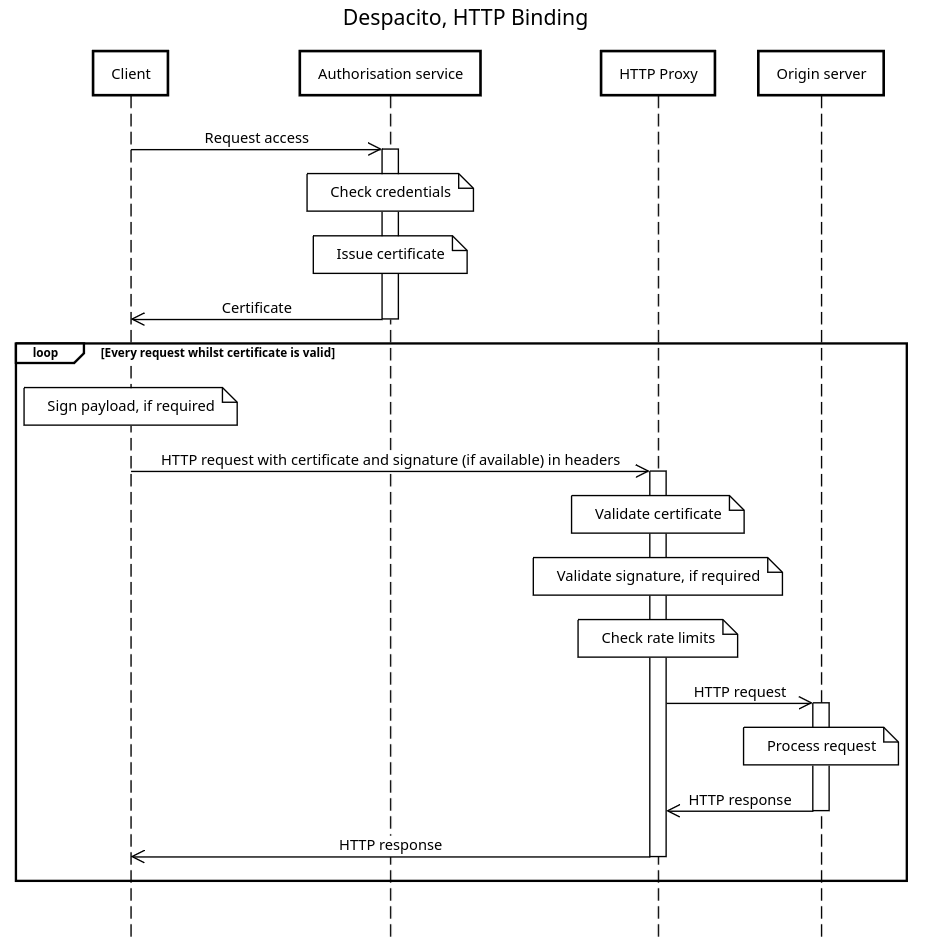 Despacito, HTTP Binding
Client
Authorisation service
HTTP Proxy
Origin server
Request access
Check credentials
Issue certificate
Certificate
loop
[Every request whilst certificate is valid]
Sign payload, if required
HTTP request with certificate and signature (if available) in headers
Validate certificate
Validate signature, if required
Check rate limits
HTTP request
Process request
HTTP response
HTTP response